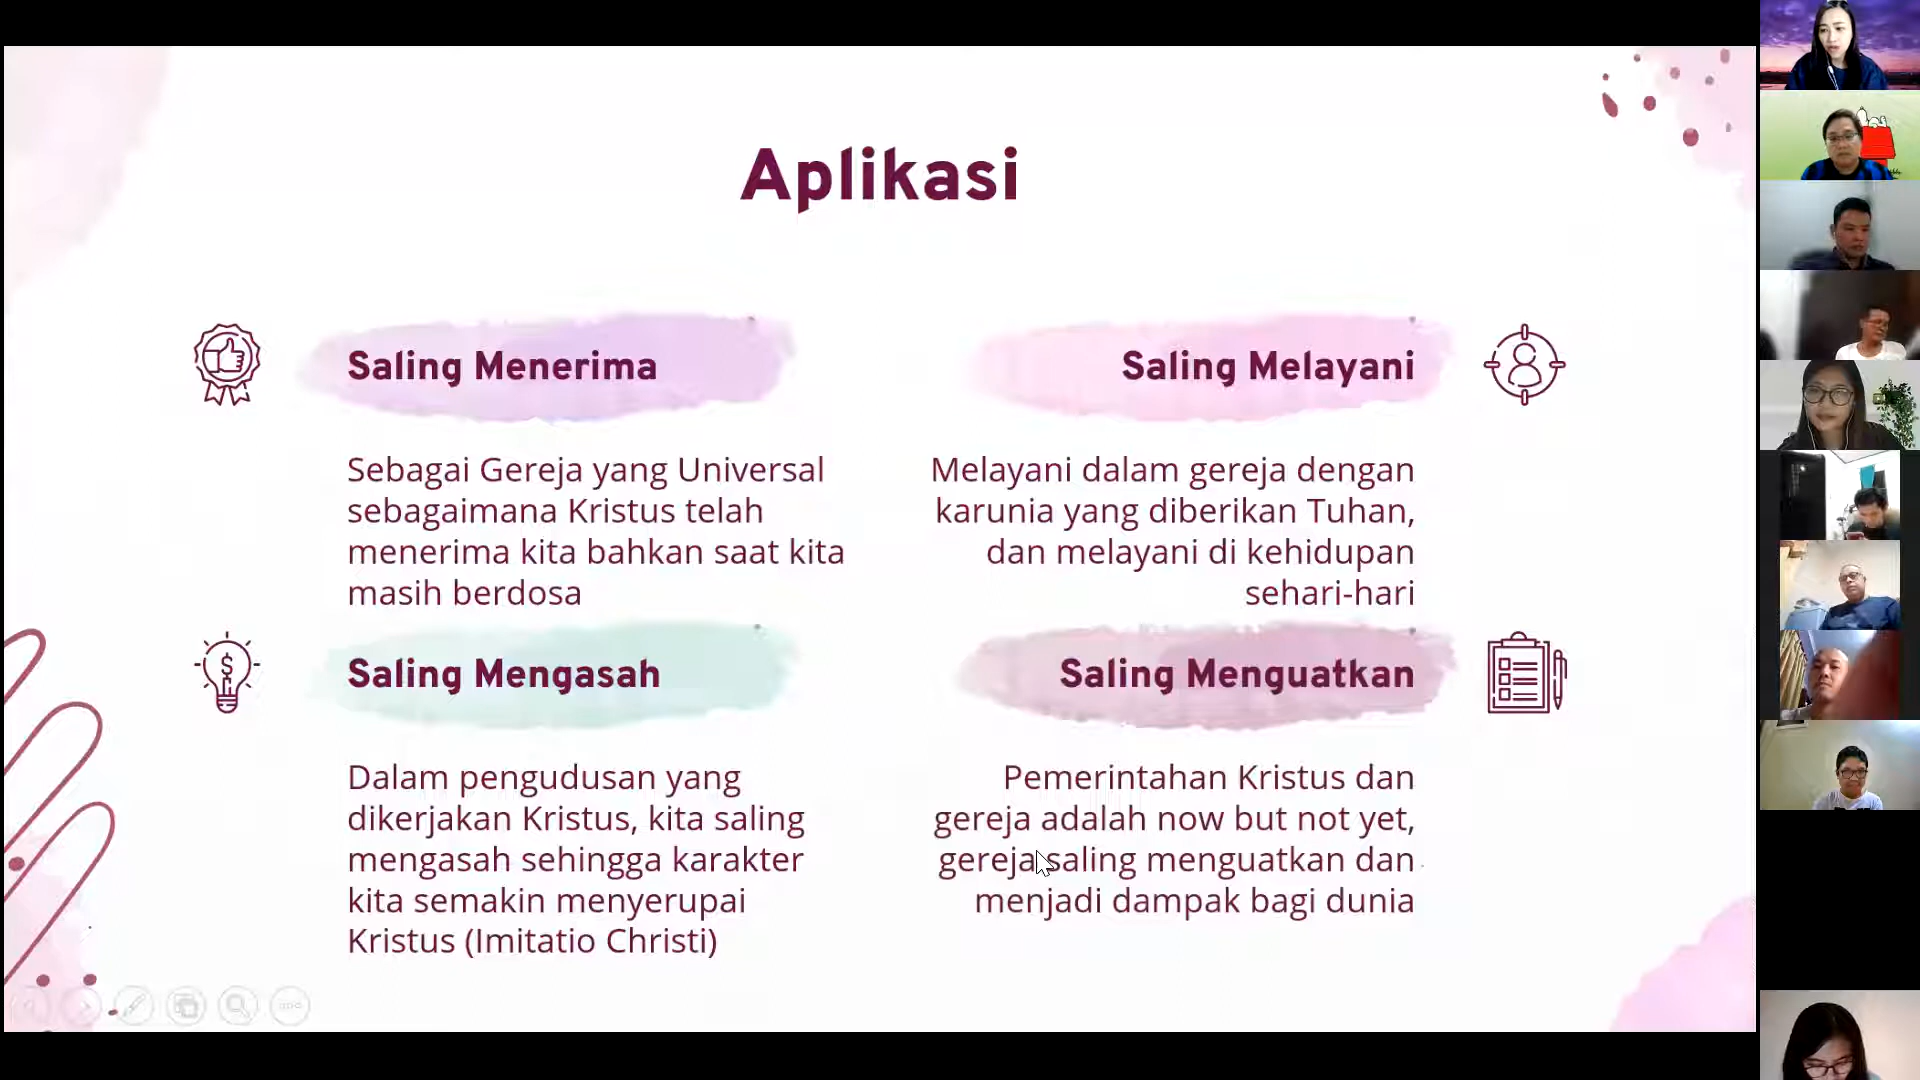 Aplikasi
Saling Menerima
Sebagai Gereja yang Universal
sebagaimana Kristus telah
menerima kita bahkan saat kita
masih berdosa
Saling Melayani
Melayani dalam gereja dengan
karunia yang diberikan Tuhan,
dan melayani di kehidupan
sehari-hari
Saling Mengasah
Dalam pengudusan yang
dikerjakan Kristus, kita saling
mengasah sehingga karakter
kita semakin menyerupai
Kristus (Imitatio Christi)
Saling Menguatkan
Pemerintahan Kristus dan
gereja adalah now but not yet,
gereja saling menguatkan dan
menjadi dampak bagi dunia